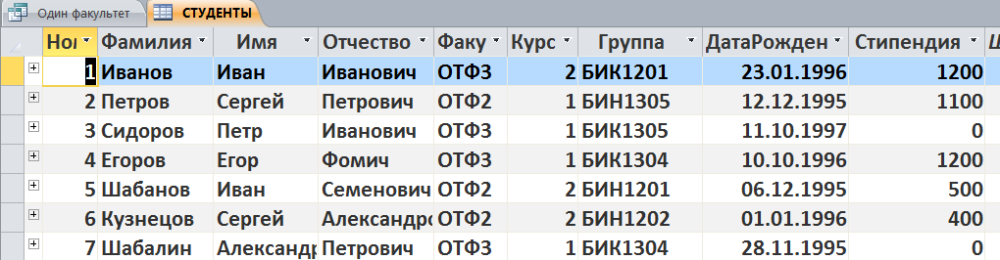 Один факультет СТУДЕНТЫ
Ном Фамилия Имя Отчество Факу Курс Группа ДатаРожден Стипендия
1 Иванов Иван Иванович ОТФ3 2 БИК1201 23.01.1996 1200
2 Петров Сергей Петрович ОТФ2 1 БИН1305 12.12.1995 1100
3 Сидоров Петр Иванович ОТФ3 1 БИК1305 11.10.1997 0
4 Егоров Егор Фомич ОТФ3 1 БИК1304 10.10.1996 1200
5 Шабанов Иван Семенович ОТФ2 2 БИН1201 06.12.1995 500
6 Кузнецов Сергей Александро ОТФ2 2 БИН1202 01.01.1996 400
7 Шабалин Александр Петрович ОТФ3 1 БИК1304 28.11.1995 0